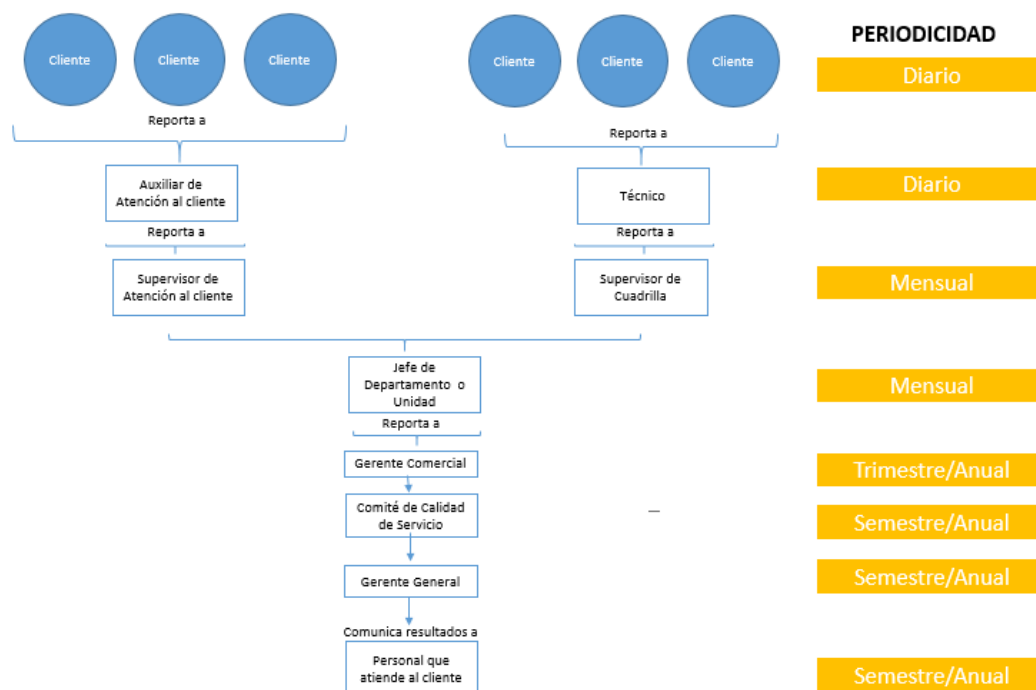 PERIODICIDAD
Cliente
Cliente
Cliente
Cliente
Cliente
Cliente
Diario
Reporta a
Reporta a
Auxiliar de
Atención al cliente
Técnico
Diario
Reporta a
Reporta a
Supervisor de
Atención al cliente
Supervisor de
Cuadrilla
Mensual
Jefe de
Departamento o
Unidad
Mensual
Reporta a
Gerente Comercial
Trimestre/Anual
Comité de Calidad
de Servicio
Semestre/Anual
Gerente General
Semestre/Anual
Comunica resultados a
Personal que
atiende al cliente
Semestre/Anual